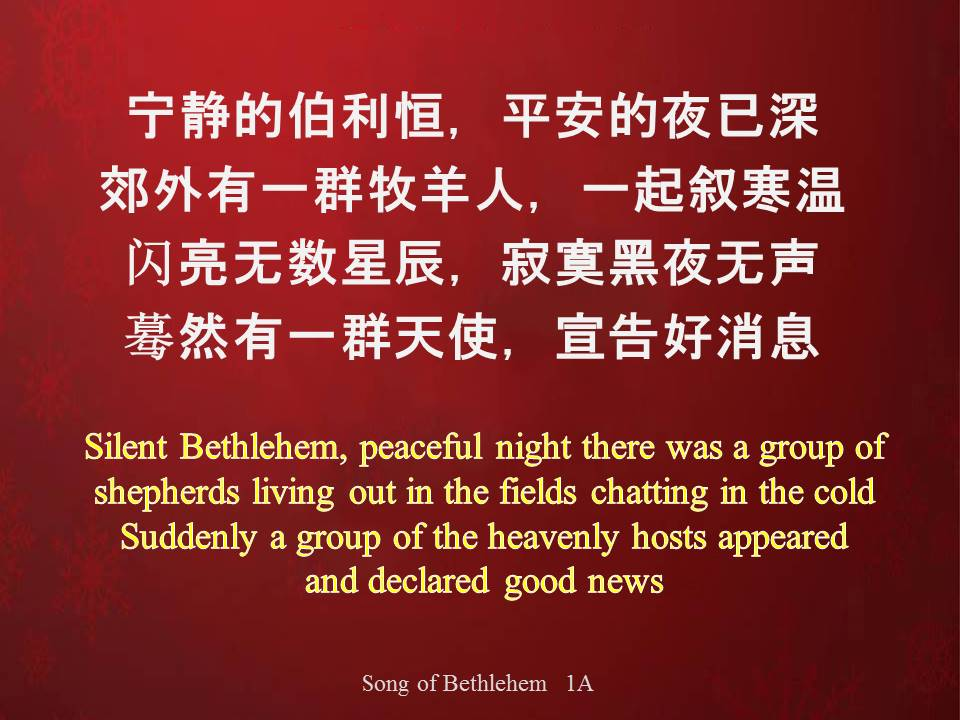 宁静的伯利恒，平安的夜已深
郊外有一群牧羊人，一起叙寒温
闪亮无数星辰，寂寞黑夜无声
蓦然有一群天使，宣告好消息
Silent Bethlehem, peaceful night there was a group of
shepherds living out in the fields chatting in the cold
Suddenly a group of the heavenly hosts appeared
and declared good news
Song of Bethlehem 1A